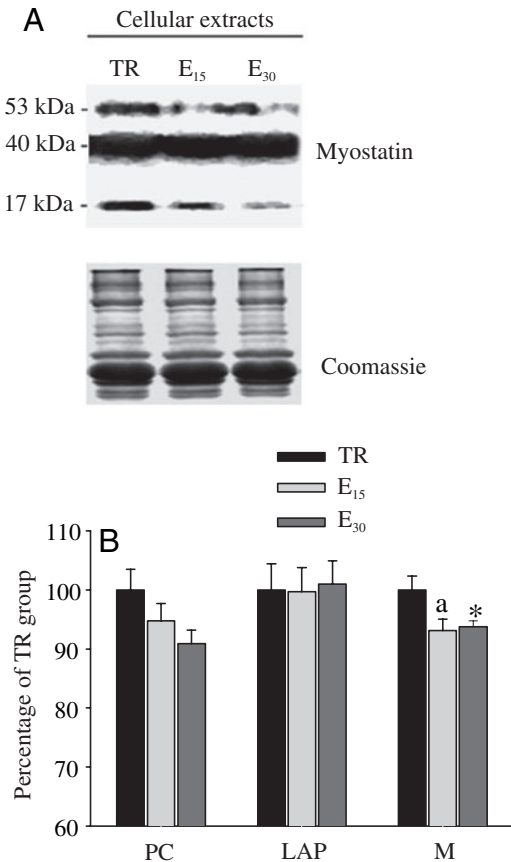 A
Cellular extracts
TR E₁₅ E₃₀
53 kDa
40 kDa
Myostatin
17 kDa
Coomassie
TR
E₁₅
E₃₀
B
110
100
90
80
70
60
Percentage of TR group
a *
PC LAP M